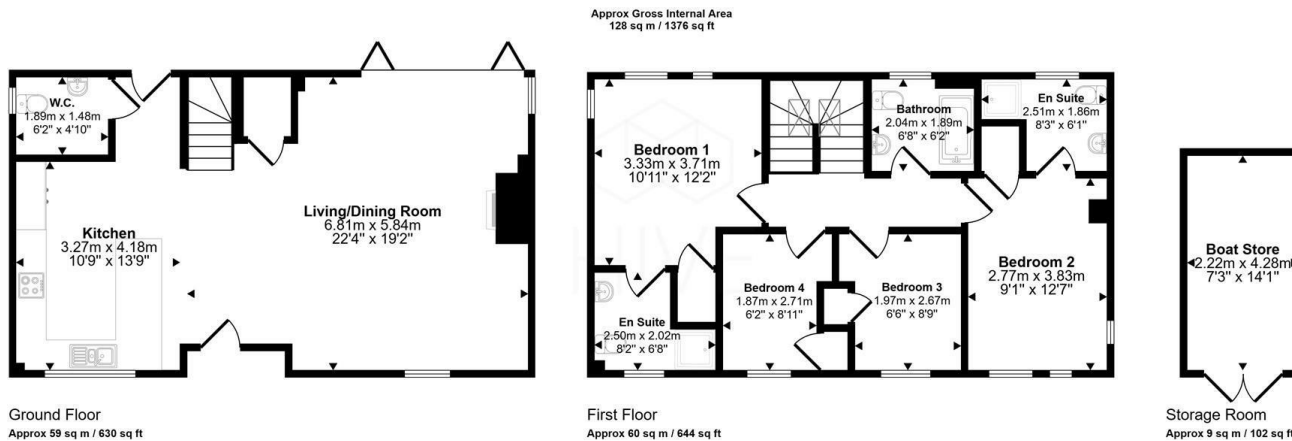 Approx Gross Internal Area
128 sq m / 1376 sq ft
W.C.
1.89m x 1.48m
6'2" x 4'10"
Kitchen
3.27m x 4.18m
10'9" x 13'9"
Living/Dining Room
6.81m x 5.84m
22'4" x 19'2"
Ground Floor
Approx 59 sq m / 630 sq ft
Bedroom 1
3.33m x 3.71m
10'11" x 12'2"
Bathroom
2.04m x 1.89m
6'8" x 6'2"
En Suite
2.51m x 1.86m
8'3" x 6'1"
Bedroom 2
2.77m x 3.83m
9'1" x 12'7"
Bedroom 4
1.87m x 2.71m
6'2" x 8'11"
Bedroom 3
1.97m x 2.67m
6'6" x 8'9"
En Suite
2.50m x 2.02m
8'2" x 6'8"
HIVE
First Floor
Approx 60 sq m / 644 sq ft
Boat Store
2.22m x 4.28m
7'3" x 14'1"
Storage Room
Approx 9 sq m / 102 sq ft